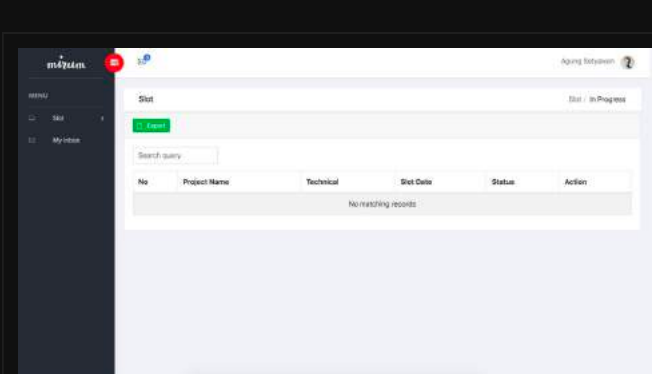 mirum
Agung Setyawan
MENU
Slot
My inbox
Slot
Slot / In Progress
Export
Search query
No Project Name Technical Slot Date Status Action
No matching records